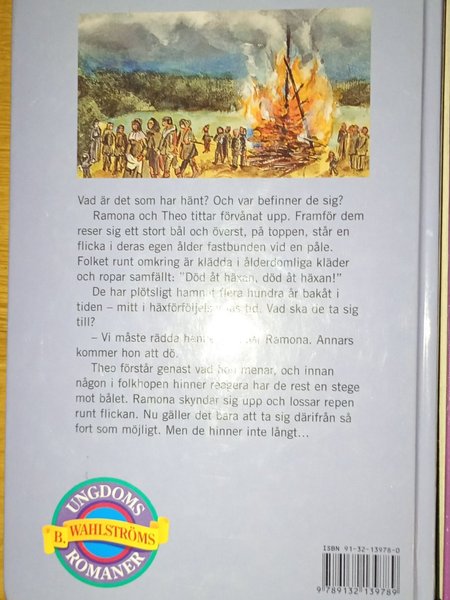 Vad är det som har hänt? Och var befinner de sig?
Ramona och Theo tittar förvånat upp. Framför dem
reser sig ett stort bål och överst, på toppen, står en
flicka i deras egen ålder fastbunden vid en påle.
Folket runt omkring är klädda i ålderdomliga kläder
och ropar samfällt: "Död åt häxan, död åt häxan!"
De har plötsligt hamnat flera hundra år bakåt i
tiden – mitt i häxförföljelsernas tid. Vad ska de ta sig
till?
– Vi måste rädda henne, Ramona. Annars
kommer hon att dö.
Theo förstår genast vad hon menar, och innan
någon i folkhopen hinner reagera har de rest en stege
mot bålet. Ramona skyndar sig upp och lossar repen
runt flickan. Nu gäller det bara att ta sig därifrån så
fort som möjligt. Men de hinner inte långt...
UNGDOMS
B. WAHLSTRÖMS
ROMANER
ISBN 91-32-13978-0
9 789132 139789